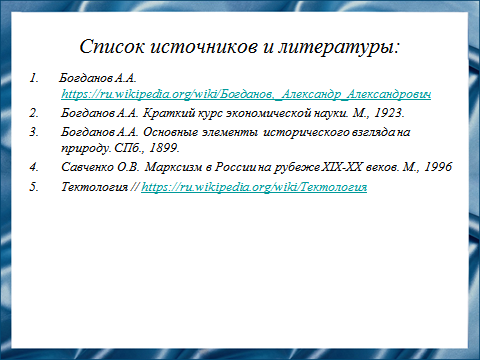 Список источников и литературы:
1. Богданов А.А.
https://ru.wikipedia.org/wiki/Богданов,_Александр_Александрович
2. Богданов А.А. Краткий курс экономической науки. М., 1923.
3. Богданов А.А. Основные элементы исторического взгляда на
природу. СПб., 1899.
4. Савченко О.В. Марксизм в России на рубеже XIX-XX веков. М., 1996
5. Тектология // https://ru.wikipedia.org/wiki/Тектология